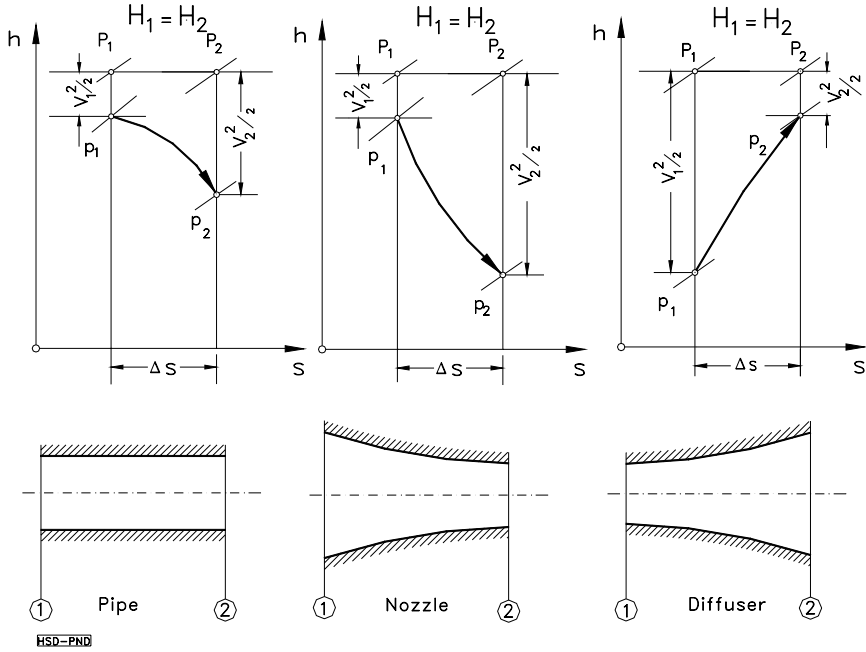 H₁ = H₂
h
P₁
P₂
V₁²/2
V₂²/2
p₁
p₂
Δs
s
H₁ = H₂
h
P₁
P₂
V₁²/2
V₂²/2
p₁
p₂
Δs
s
H₁ = H₂
h
P₁
P₂
V₂²/2
V₁²/2
p₂
p₁
Δs
s
1 Pipe 2
1 Nozzle 2
1 Diffuser 2
HSD-PND